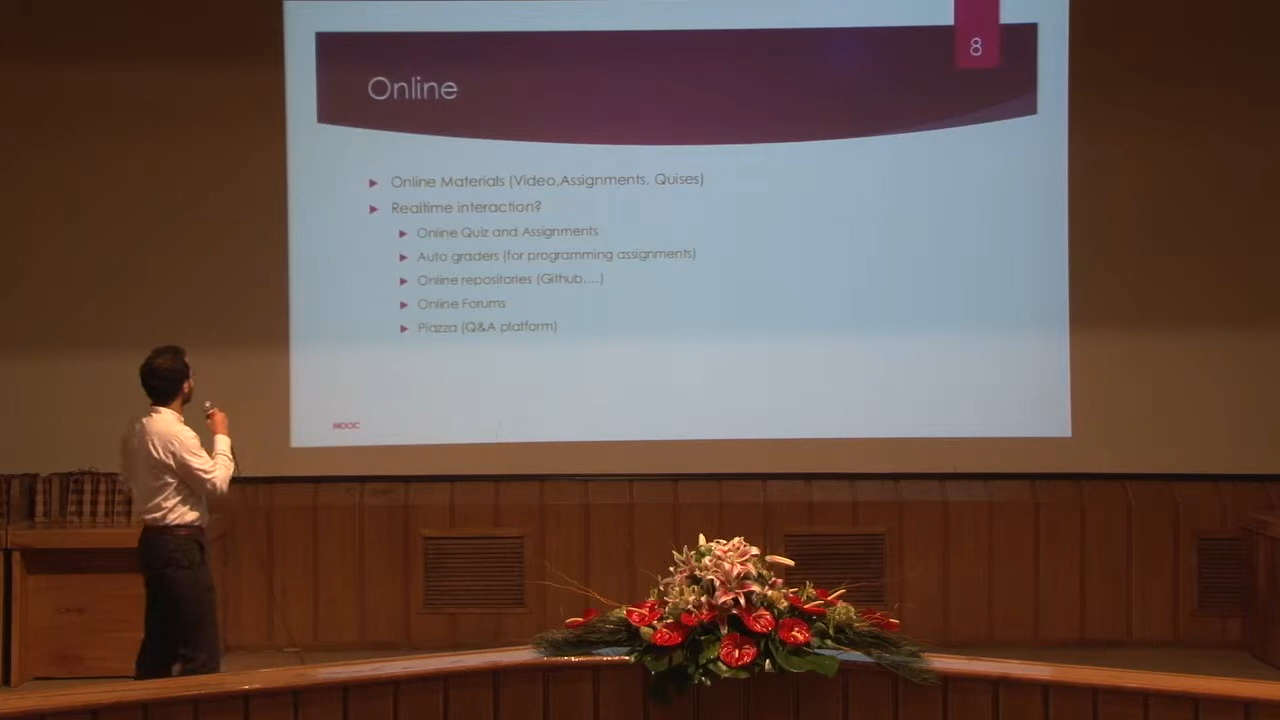 8
Online
Online Materials (Video,Assignments, Quises)
Realtime interaction?
Online Quiz and Assignments
Auto graders (for programming assignments)
Online repositories (Github,...)
Online Forums
Piazza (Q&A platform)
MOOC